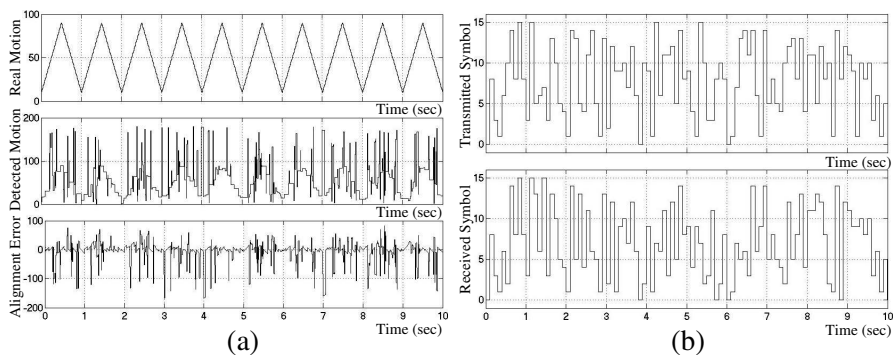 Real Motion
100
50
0
Time (sec)
Detected Motion
200
100
0
Time (sec)
Alignment Error
100
0
-100
-200
0 1 2 3 4 5 6 7 8 9 10
Time (sec)
(a)
Transmitted Symbol
15
10
5
0
Time (sec)
Received Symbol
15
10
5
0
0 1 2 3 4 5 6 7 8 9 10
Time (sec)
(b)